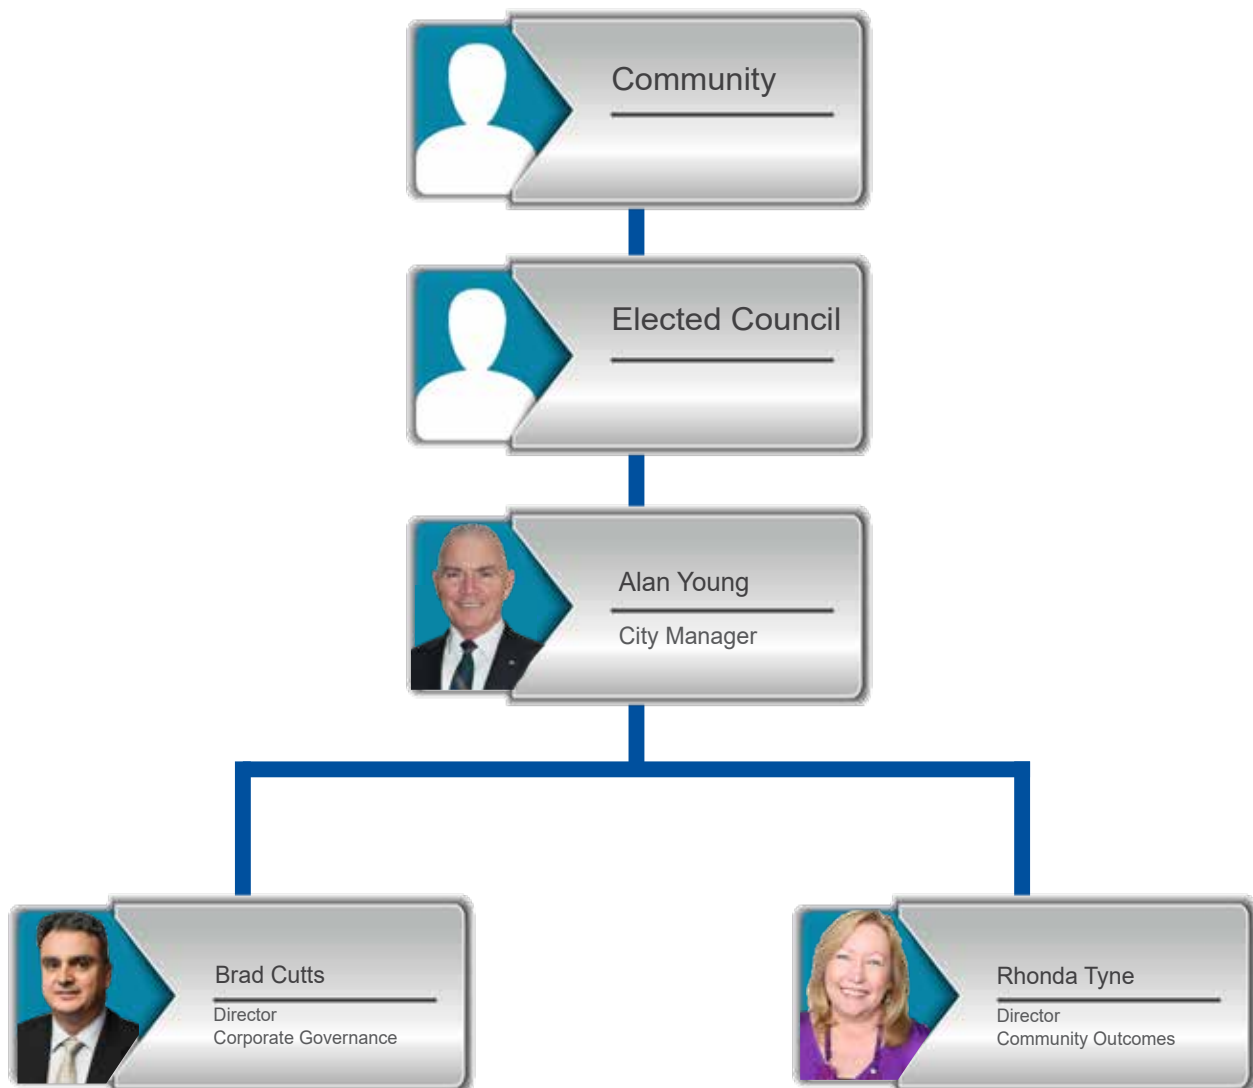 Community
Elected Council
Alan Young
City Manager
Brad Cutts
Director
Corporate Governance
Rhonda Tyne
Director
Community Outcomes